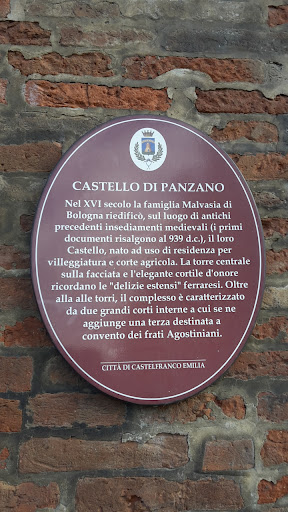 CASTELLO DI PANZANO
Nel XVI secolo la famiglia Malvasia di
Bologna riedificò, sul luogo di antichi
precedenti insediamenti medievali (i primi
documenti risalgono al 939 d.c.), il loro
Castello, nato ad uso di residenza per
villeggiatura e corte agricola. La torre centrale
sulla facciata e l'elegante cortile d'onore
ricordano le "delizie estensi" ferraresi. Oltre
alla alle torri, il complesso è caratterizzato
da due grandi corti interne a cui se ne
aggiunge una terza destinata a
convento dei frati Agostiniani.
CITTÀ DI CASTELFRANCO EMILIA